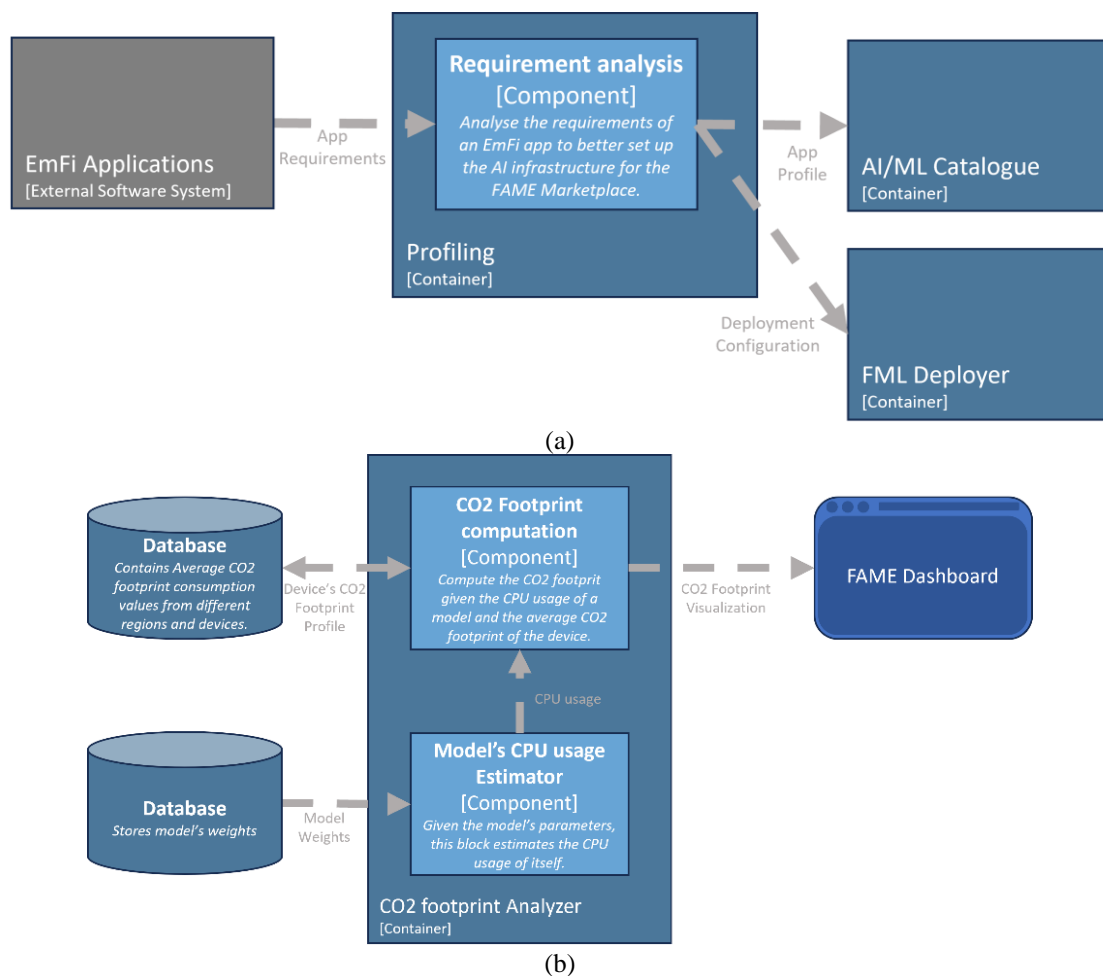 Requirement analysis
[Component]
Analyse the requirements of
an EmFi app to better set up
the AI infrastructure for the
FAME Marketplace.
EmFi Applications
[External Software System]
App
Requirements
Profiling
[Container]
App
Profile
AI/ML Catalogue
[Container]
Deployment
Configuration
FML Deployer
[Container]
(a)
Database
Contains Average CO2
footprint consumption
values from different
regions and devices.
Device's CO2
Footprint
Profile
CO2 Footprint
computation
[Component]
Compute the CO2 footprit
given the CPU usage of a
model and the average CO2
footprint of the device.
CO2 Footprint
Visualization
FAME Dashboard
CPU usage
Database
Stores model's weights
Model
Weights
Model's CPU usage
Estimator
[Component]
Given the model's parameters,
this block estimates the CPU
usage of itself.
CO2 footprint Analyzer
[Container]
(b)